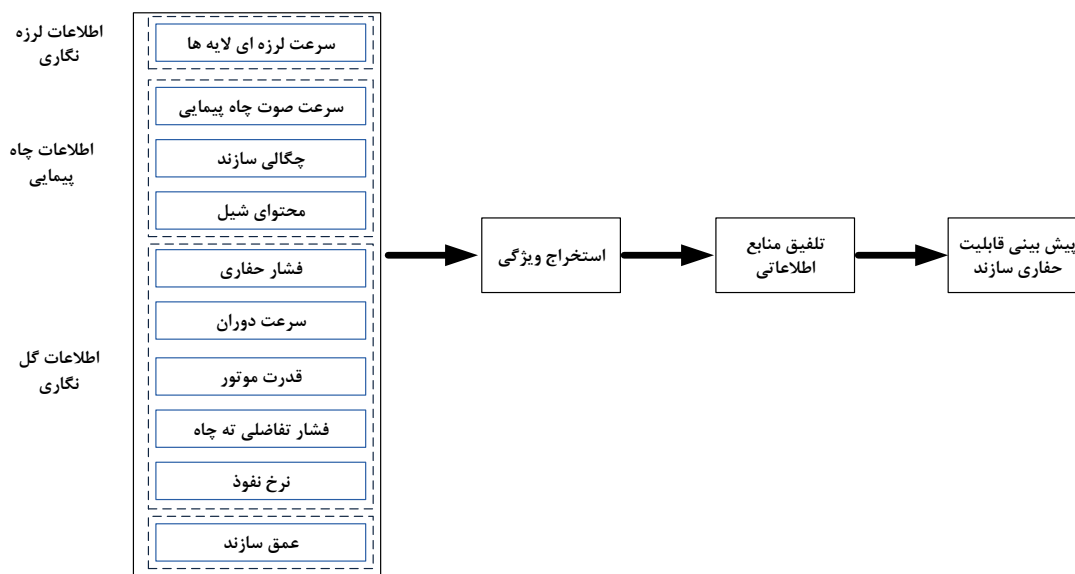 اطلاعات لرزه
نگاری
سرعت لرزه ای لایه ها
اطلاعات چاه
پیمایی
سرعت صوت چاه پیمایی
چگالی سازند
محتوای شیل
اطلاعات گل
نگاری
فشار حفاری
سرعت دوران
قدرت موتور
فشار تفاضلی ته چاه
نرخ نفوذ
عمق سازند
استخراج ویژگی
تلفیق منابع
اطلاعاتی
پیش بینی قابلیت
حفاری سازند